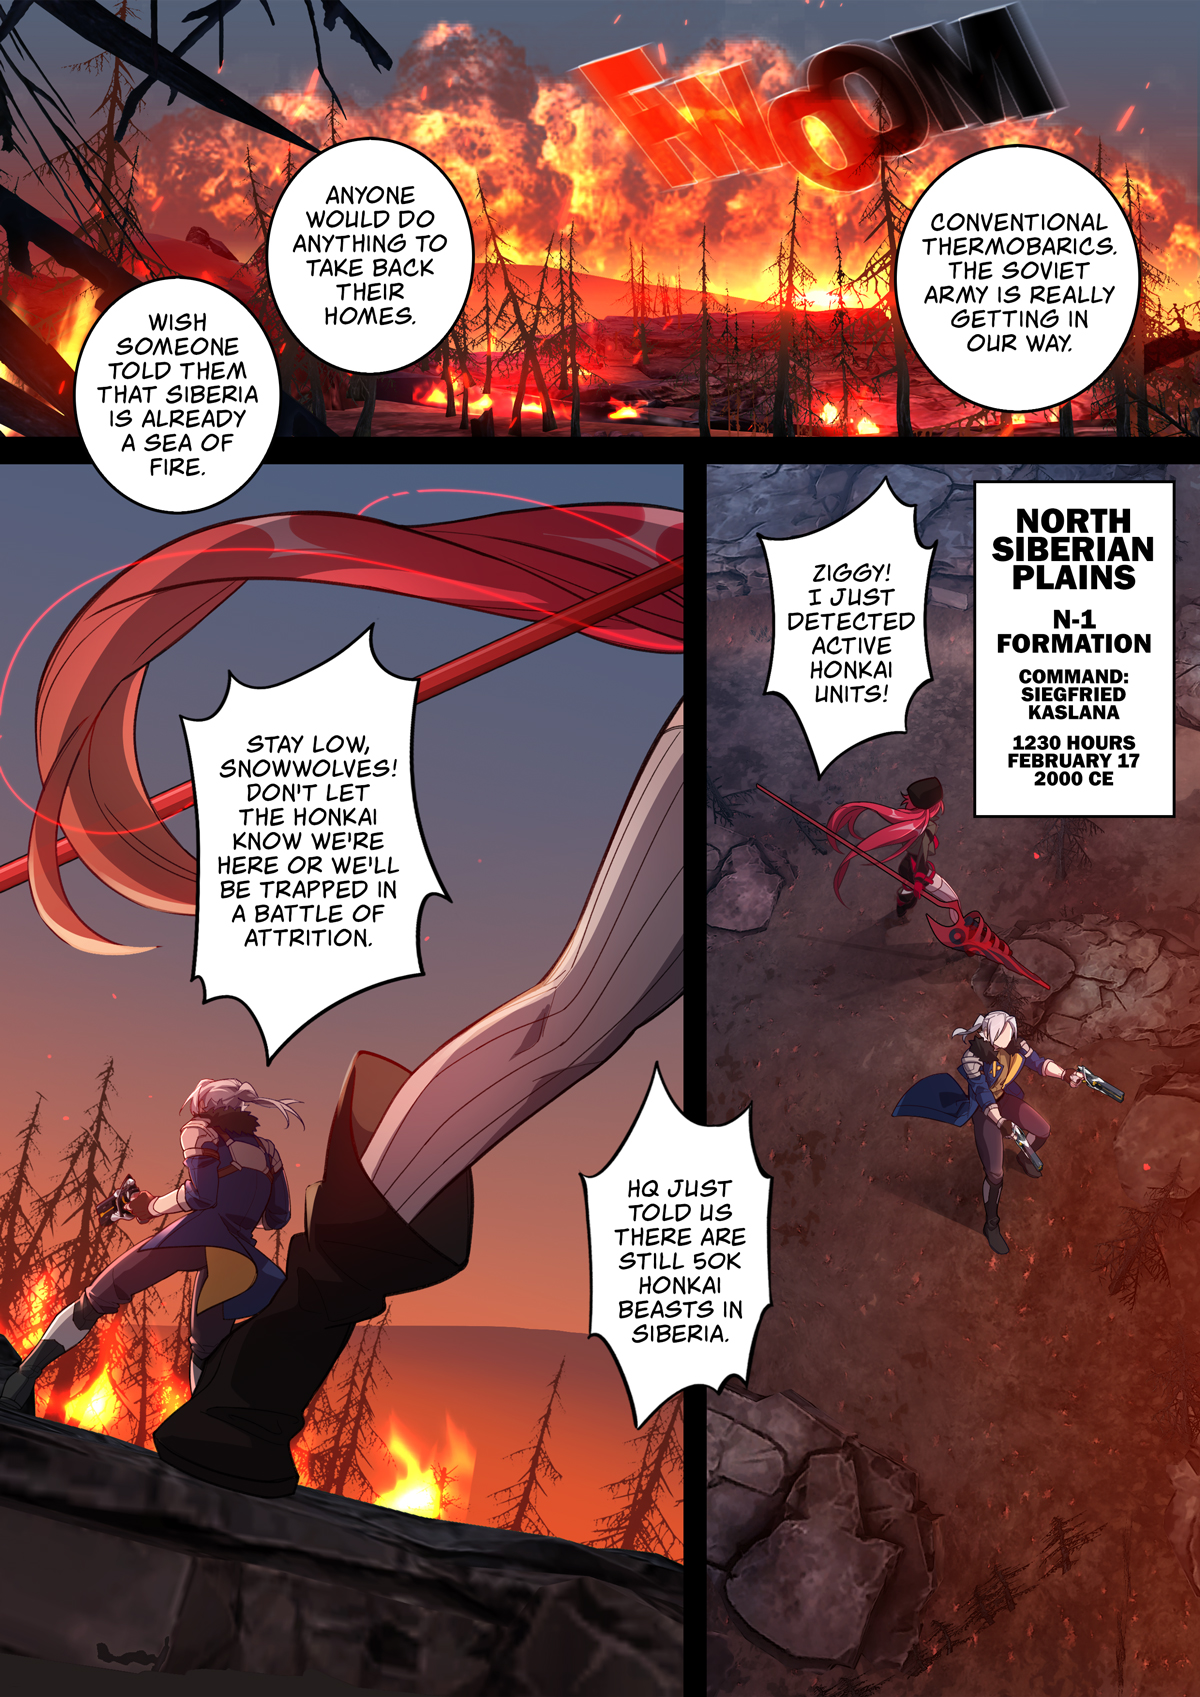 FWOOM
CONVENTIONAL
THERMOBARICS.
THE SOVIET
ARMY IS REALLY
GETTING IN
OUR WAY.
ANYONE
WOULD DO
ANYTHING TO
TAKE BACK
THEIR
HOMES.
WISH
SOMEONE
TOLD THEM
THAT SIBERIA
IS ALREADY
A SEA OF
FIRE.
NORTH
SIBERIAN
PLAINS
N-1
FORMATION
COMMAND:
SIEGFRIED
KASLANA
1230 HOURS
FEBRUARY 17
2000 CE
ZIGGY!
I JUST
DETECTED
ACTIVE
HONKAI
UNITS!
HQ JUST
TOLD US
THERE ARE
STILL 50K
HONKAI
BEASTS IN
SIBERIA.
STAY LOW,
SNOWWOLVES!
DON'T LET
THE HONKAI
KNOW WE'RE
HERE OR WE'LL
BE TRAPPED IN
A BATTLE OF
ATTRITION.